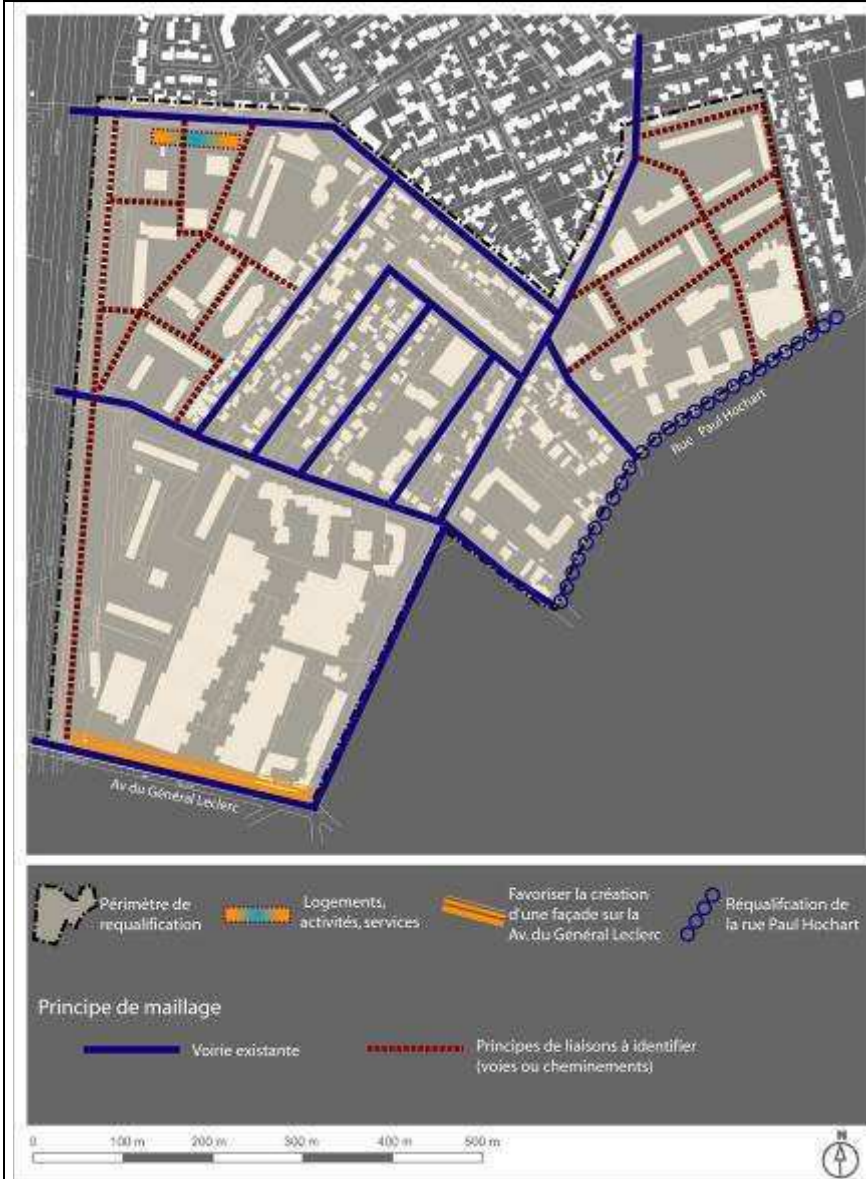 Rue Paul Hochart
Av du Général Leclerc
Périmètre de
requalification
Logements,
activités, services
Favoriser la création
d'une façade sur la
Av. du Général Leclerc
Réqualifcation de
la rue Paul Hochart
Principe de maillage
Voirie existante
Principes de liaisons à identifier
(voies ou cheminements)
0 100 m 200 m 300 m 400 m 500 m
N